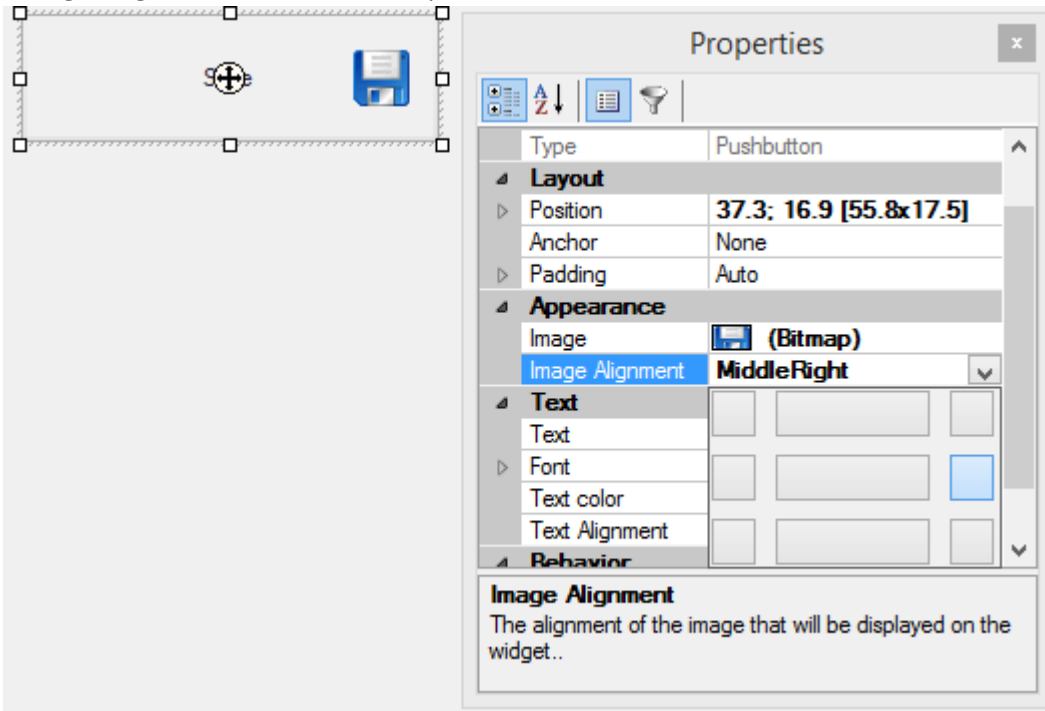 Properties
x
A
Z
Type Pushbutton
Layout
Position 37.3; 16.9 [55.8x17.5]
Anchor None
Padding Auto
Appearance
Image (Bitmap)
Image Alignment MiddleRight
Text
Text
Font
Text color
Text Alignment
Behavior
Image Alignment
The alignment of the image that will be displayed on the
widget..